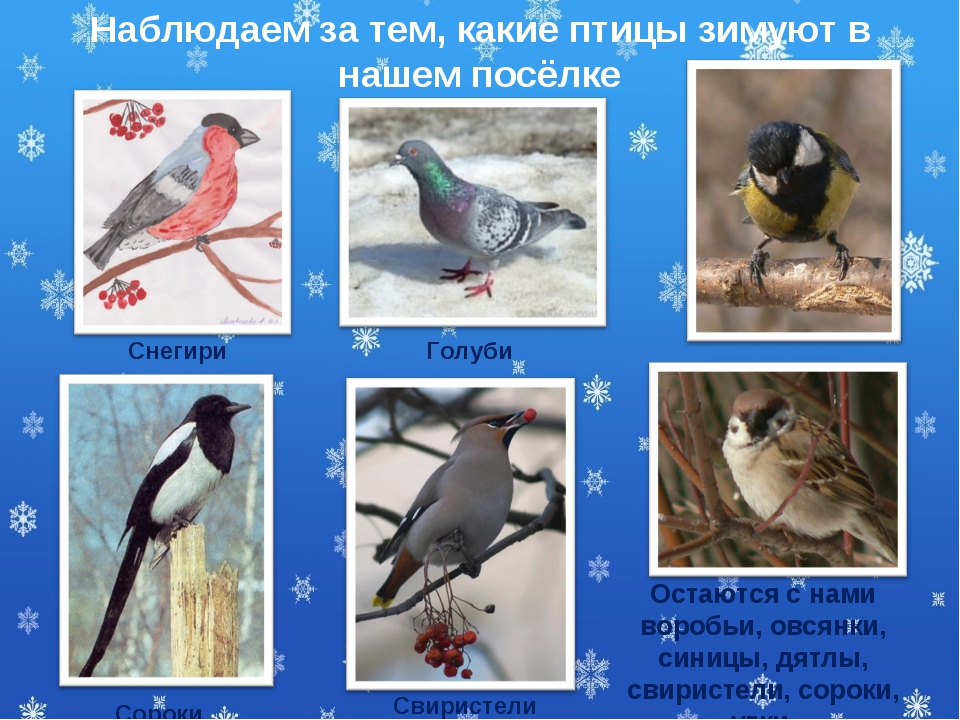 Наблюдаем за тем, какие птицы зимуют в
нашем посёлке
Снегири
Голуби
Сороки
Свиристели
Остаются с нами
воробьи, овсянки,
синицы, дятлы,
свиристели, сороки,